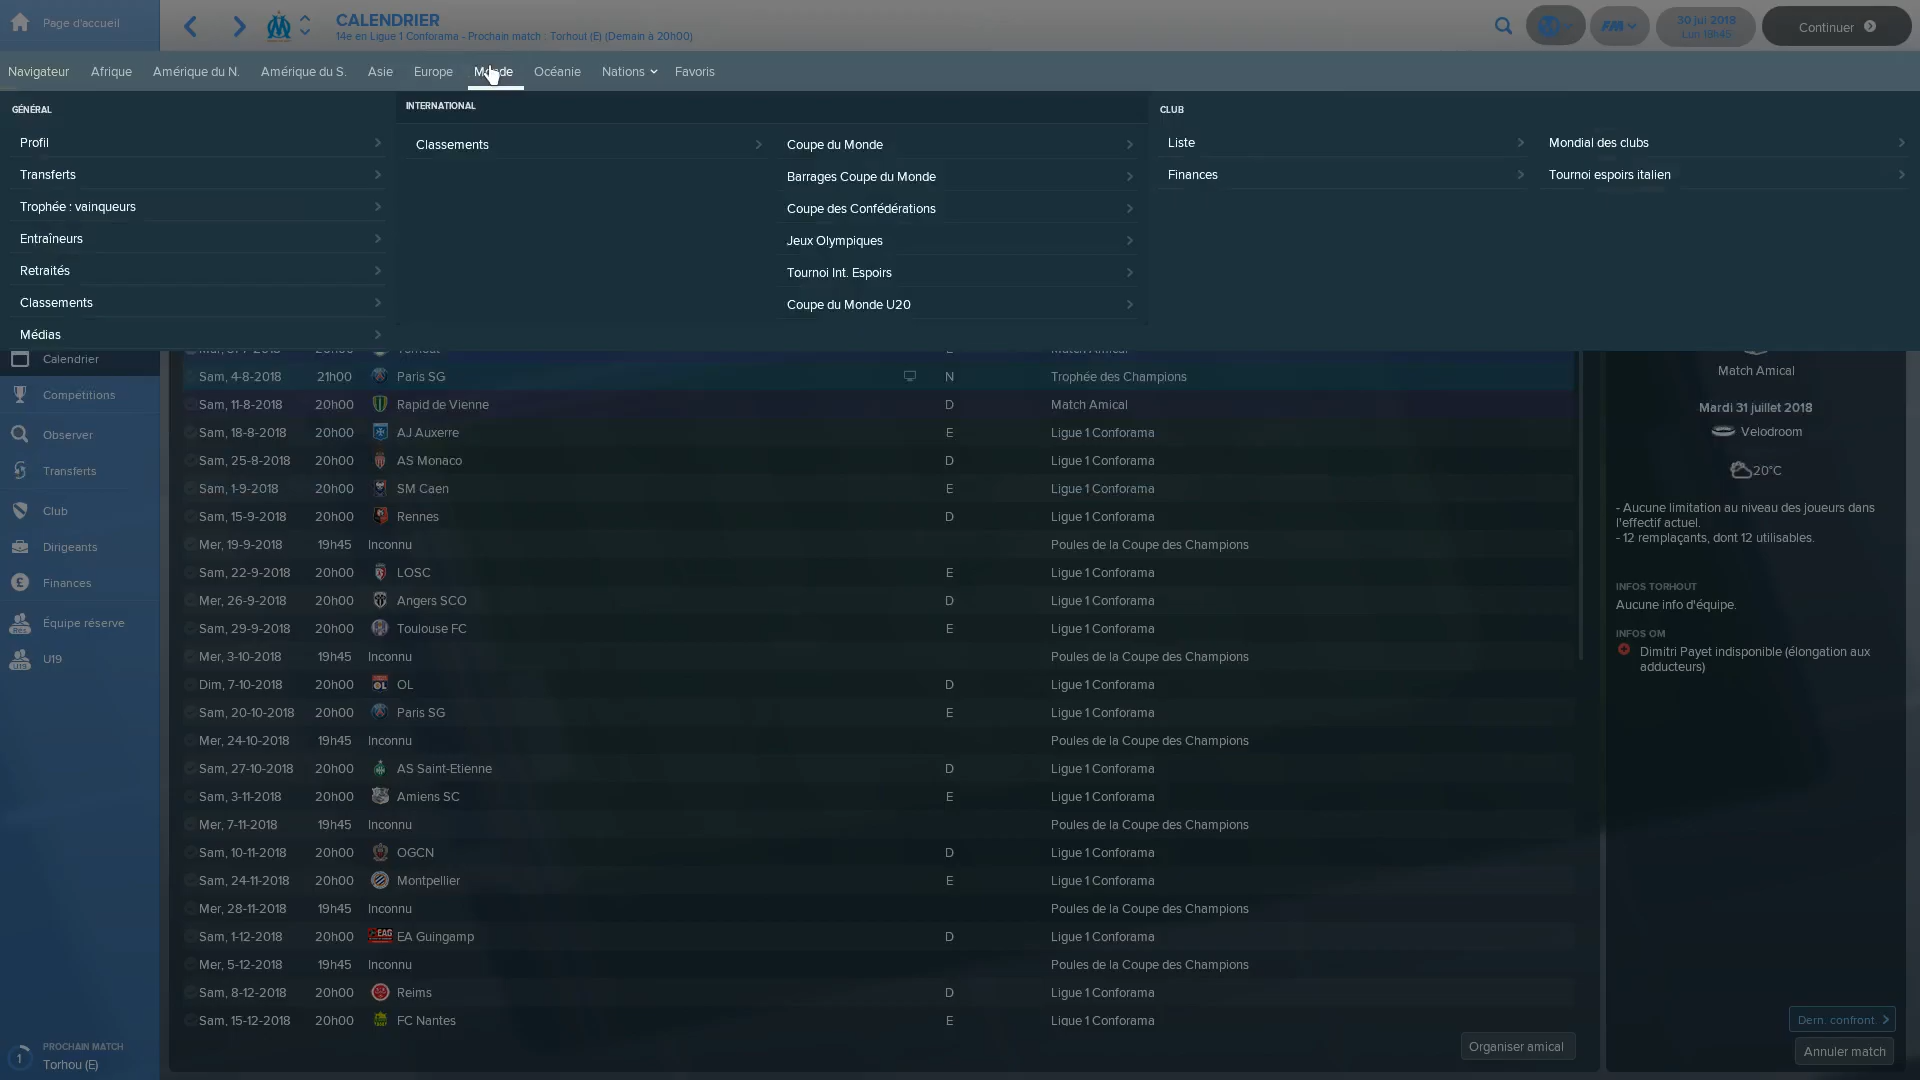 Page d'accueil
CALENDRIER
14e en Ligue 1 Conforama - Prochain match : Torhout (E) (Demain à 20h00)
FM
30 jui 2018
Lun 18h45
Continuer
Navigateur Afrique Amérique du N. Amérique du S. Asie Europe Monde Océanie Nations Favoris
GÉNÉRAL
Profil
Transferts
Trophée : vainqueurs
Entraîneurs
Retraités
Classements
Médias
INTERNATIONAL
Classements
Coupe du Monde
Barrages Coupe du Monde
Coupe des Confédérations
Jeux Olympiques
Tournoi Int. Espoirs
Coupe du Monde U20
CLUB
Liste
Finances
Mondial des clubs
Tournoi espoirs italien
Calendrier
Compétitions
Observer
Transferts
Club
Dirigeants
Finances
Équipe réserve
U19
Sam, 4-8-2018 21h00 Paris SG N Trophée des Champions
Sam, 11-8-2018 20h00 Rapid de Vienne D Match Amical
Sam, 18-8-2018 20h00 AJ Auxerre E Ligue 1 Conforama
Sam, 25-8-2018 20h00 AS Monaco D Ligue 1 Conforama
Sam, 1-9-2018 20h00 SM Caen E Ligue 1 Conforama
Sam, 15-9-2018 20h00 Rennes D Ligue 1 Conforama
Mer, 19-9-2018 19h45 Inconnu Poules de la Coupe des Champions
Sam, 22-9-2018 20h00 LOSC E Ligue 1 Conforama
Mer, 26-9-2018 20h00 Angers SCO D Ligue 1 Conforama
Sam, 29-9-2018 20h00 Toulouse FC E Ligue 1 Conforama
Mer, 3-10-2018 19h45 Inconnu Poules de la Coupe des Champions
Dim, 7-10-2018 20h00 OL D Ligue 1 Conforama
Sam, 20-10-2018 20h00 Paris SG E Ligue 1 Conforama
Mer, 24-10-2018 19h45 Inconnu Poules de la Coupe des Champions
Sam, 27-10-2018 20h00 AS Saint-Etienne D Ligue 1 Conforama
Sam, 3-11-2018 20h00 Amiens SC E Ligue 1 Conforama
Mer, 7-11-2018 19h45 Inconnu Poules de la Coupe des Champions
Sam, 10-11-2018 20h00 OGCN D Ligue 1 Conforama
Sam, 24-11-2018 20h00 Montpellier E Ligue 1 Conforama
Mer, 28-11-2018 19h45 Inconnu Poules de la Coupe des Champions
Sam, 1-12-2018 20h00 EA Guingamp D Ligue 1 Conforama
Mer, 5-12-2018 19h45 Inconnu Poules de la Coupe des Champions
Sam, 8-12-2018 20h00 Reims D Ligue 1 Conforama
Sam, 15-12-2018 20h00 FC Nantes E Ligue 1 Conforama
Organiser amical
Match Amical
Mardi 31 juillet 2018
Velodroom
20°C
- Aucune limitation au niveau des joueurs dans
l'effectif actuel.
- 12 remplaçants, dont 12 utilisables.
INFOS TORHOUT
Aucune info d'équipe.
INFOS OM
Dimitri Payet indisponible (élongation aux
adducteurs)
Dern. confront.
Annuler match
1
PROCHAIN MATCH
Torhou (E)